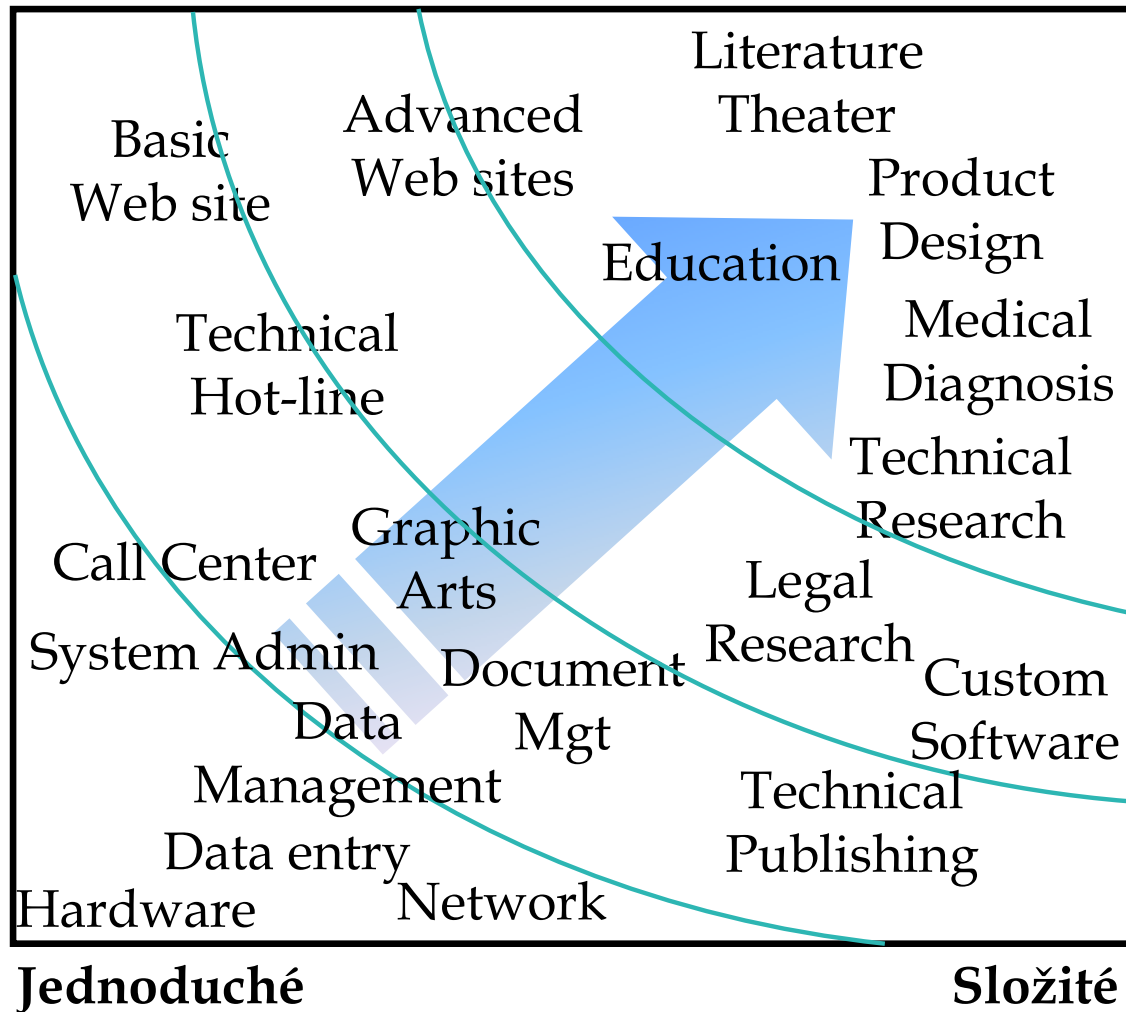 Literature
Theater
Advanced
Web sites
Basic
Web site
Product
Design
Education
Medical
Diagnosis
Technical
Hot-line
Technical
Research
Graphic
Arts
Call Center
Legal
Research
System Admin
Document
Mgt
Custom
Software
Data
Management
Technical
Publishing
Data entry
Network
Hardware
Jednoduché
Složité